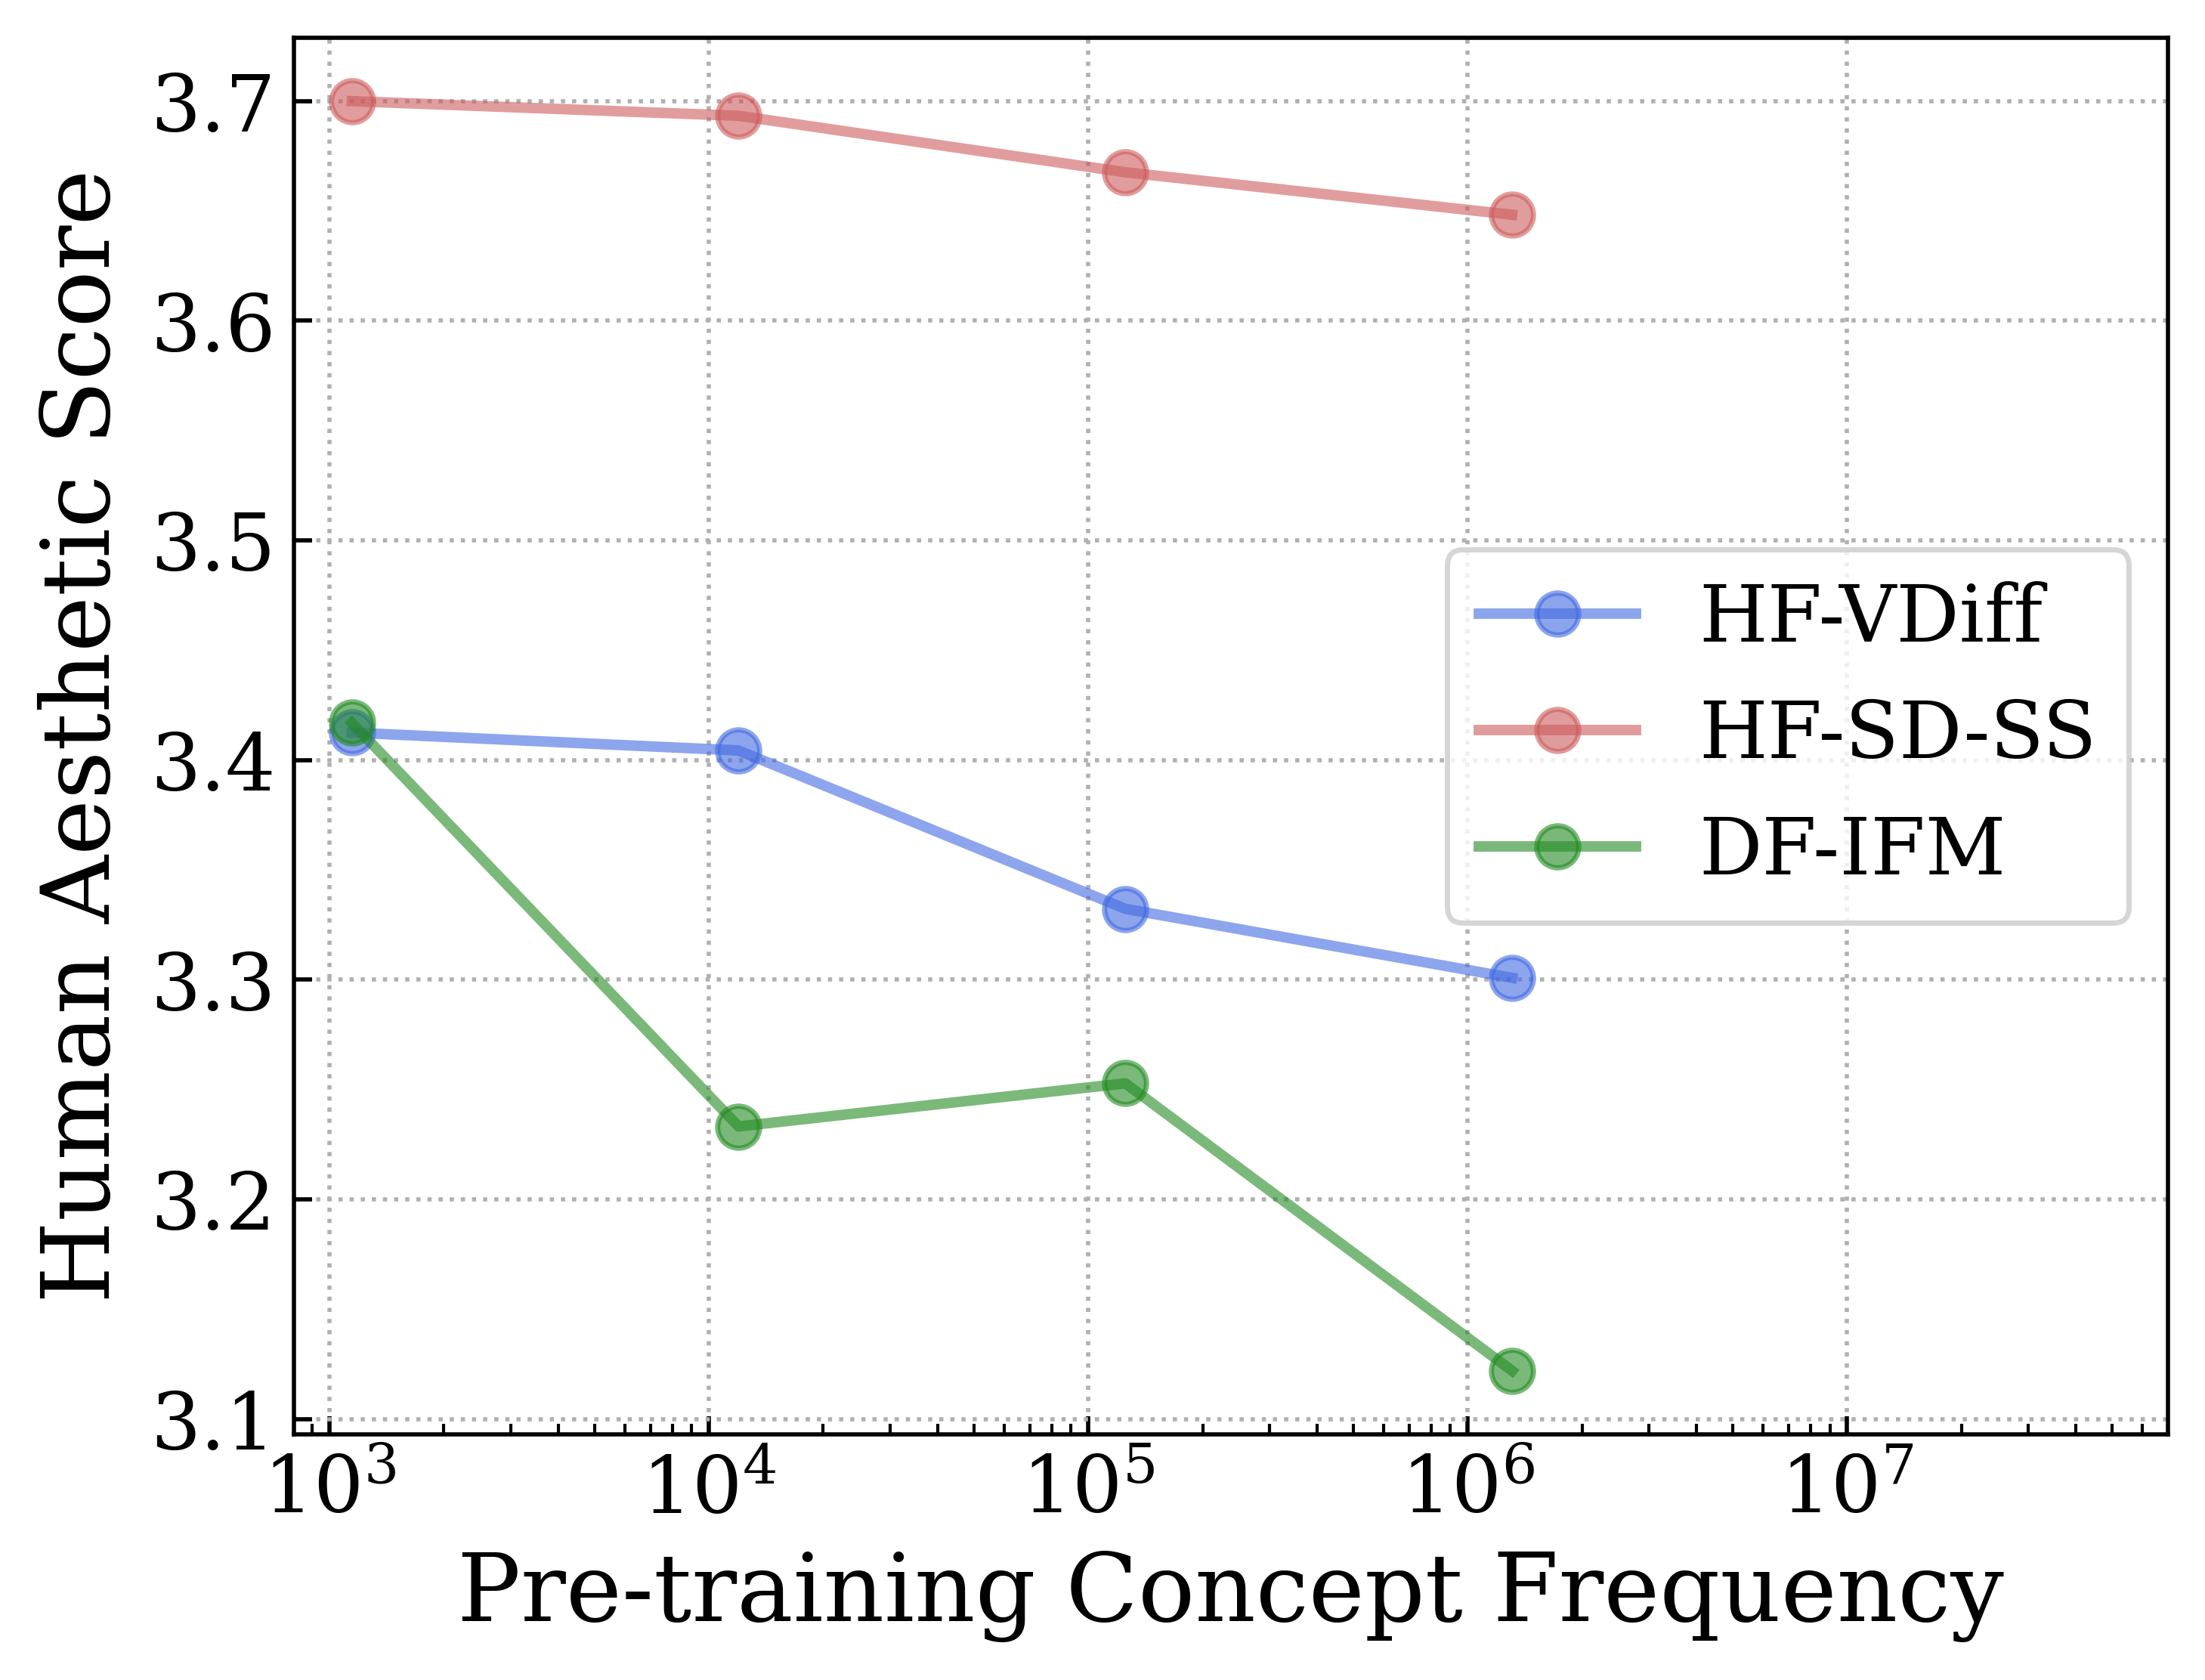 Human Aesthetic Score
3.7
3.6
3.5
3.4
3.3
3.2
3.1
HF-VDiff
HF-SD-SS
DF-IFM
10³ 10⁴ 10⁵ 10⁶ 10⁷
Pre-training Concept Frequency